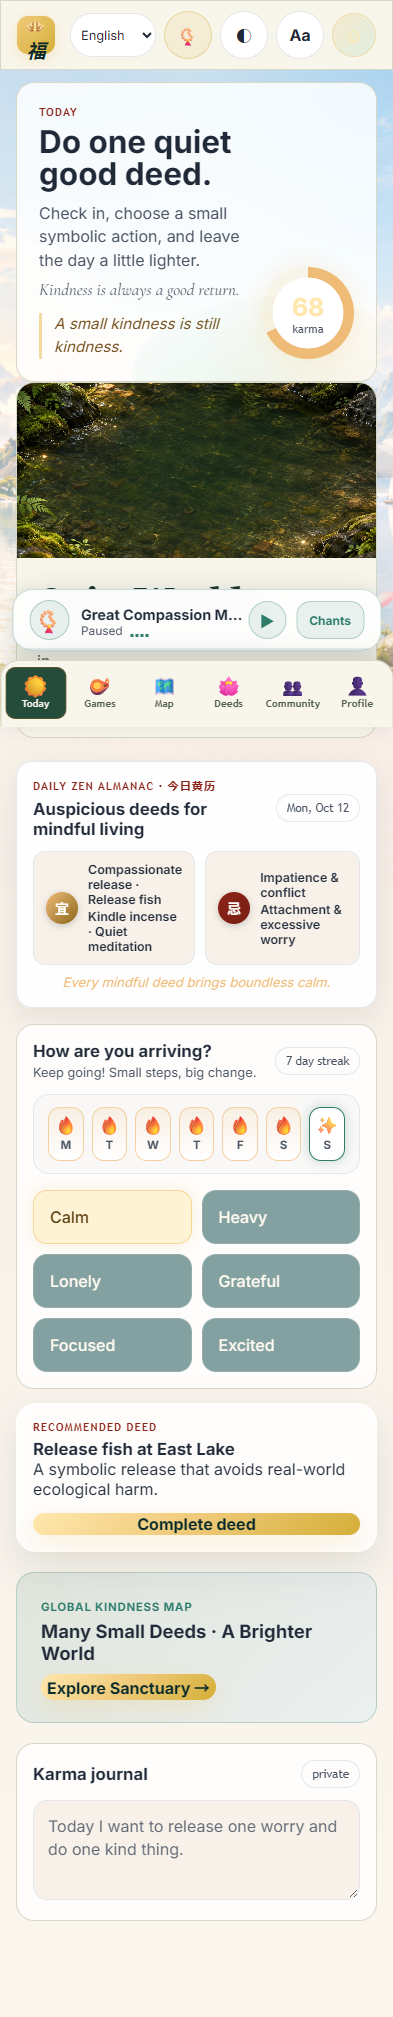 福
English
Aa
TODAY
Do one quiet
good deed.
Check in, choose a small
symbolic action, and leave
the day a little lighter.
Kindness is always a good return.
A small kindness is still
kindness.
68
karma
Great Compassion M...
Paused
Chants
Today
Games
Map
Deeds
Community
Profile
DAILY ZEN ALMANAC · 今日黄历
Auspicious deeds for
mindful living
Mon, Oct 12
宜
Compassionate
release ·
Release fish
Kindle incense
· Quiet
meditation
忌
Impatience &
conflict
Attachment &
excessive
worry
Every mindful deed brings boundless calm.
How are you arriving?
Keep going! Small steps, big change.
7 day streak
M T W T F S S
Calm
Heavy
Lonely
Grateful
Focused
Excited
RECOMMENDED DEED
Release fish at East Lake
A symbolic release that avoids real-world
ecological harm.
Complete deed
GLOBAL KINDNESS MAP
Many Small Deeds · A Brighter
World
Explore Sanctuary →
Karma journal
private
Today I want to release one worry and
do one kind thing.